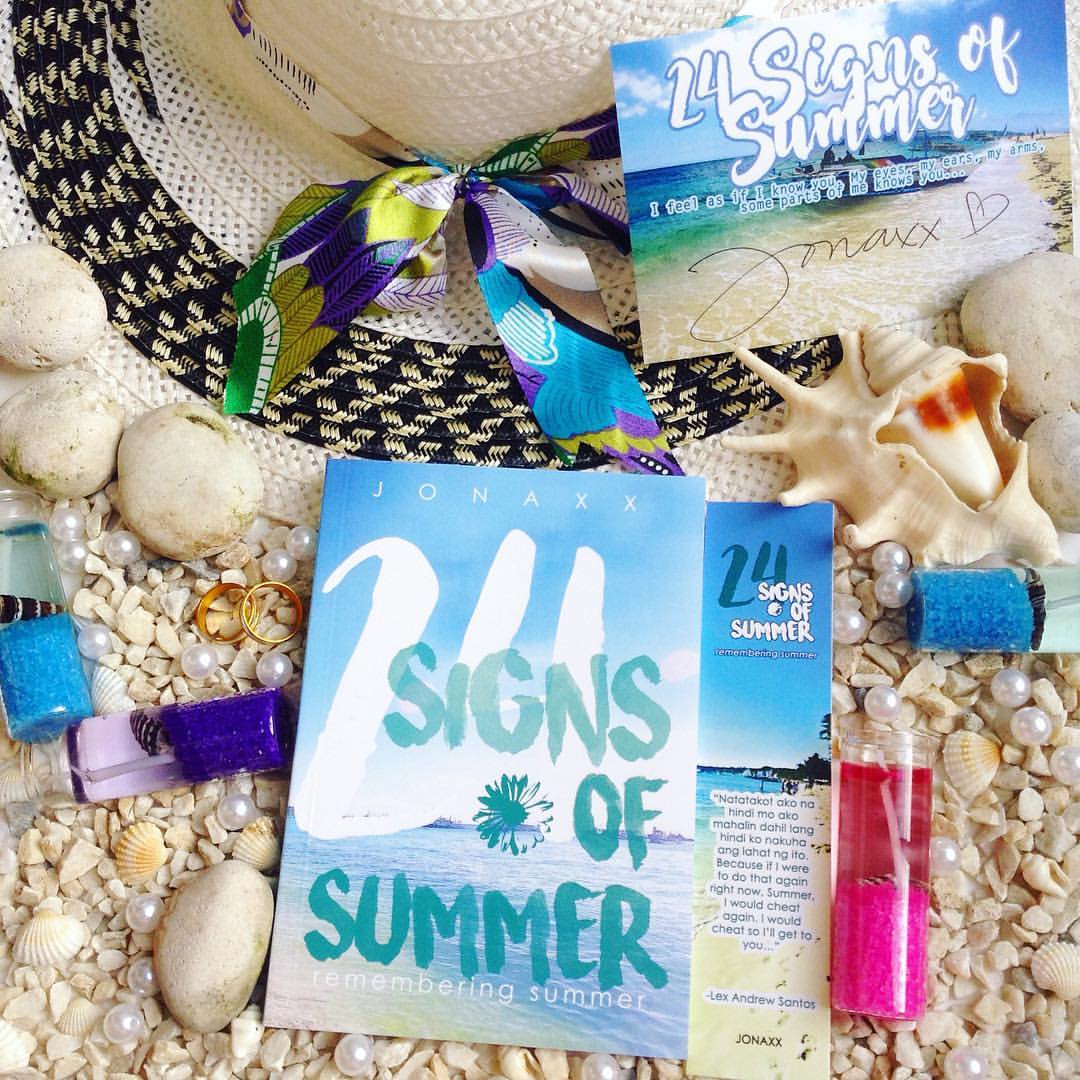 24 Signs of
Summer
I feel as if I know you. My eyes, my ears, my arms,
some parts of me knows you...
Jonaxx
JONAXX
24
SIGNS
OF
SUMMER
remembering summer
24
SIGNS
OF
SUMMER
remembering summer
"Natatakot ako na
hindi mo ako
mahalin dahil lang
hindi ko nakuha
ang lahat ng ito.
Because if I were
to do that again
right now, Summer,
I would cheat
again. I would
cheat so I'll get to
you..."
-Lex Andrew Santos
JONAXX